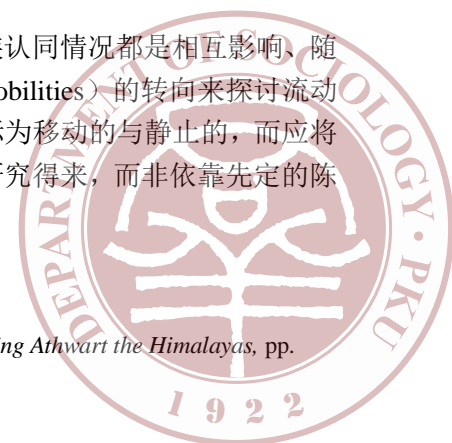 认同情况都是相互影响、随
obilities）的转向来探讨流动
为移动的与静止的，而应将
究得来，而非依靠先定的陈
ing Athwart the Himalayas, pp.
DEPARTMENT OF SOCIOLOGY · PKU
1 9 2 2